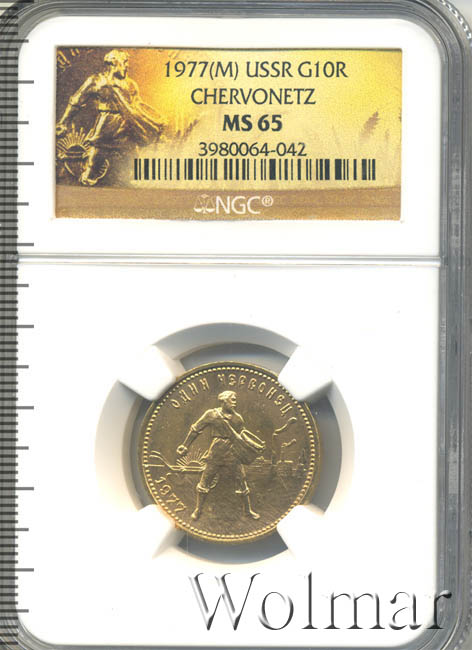 1977(M) USSR G10R
CHERVONETZ
MS 65
3980064-042
NGC®
ОДИН ЧЕРВОНЕЦ
1977
Wolmar